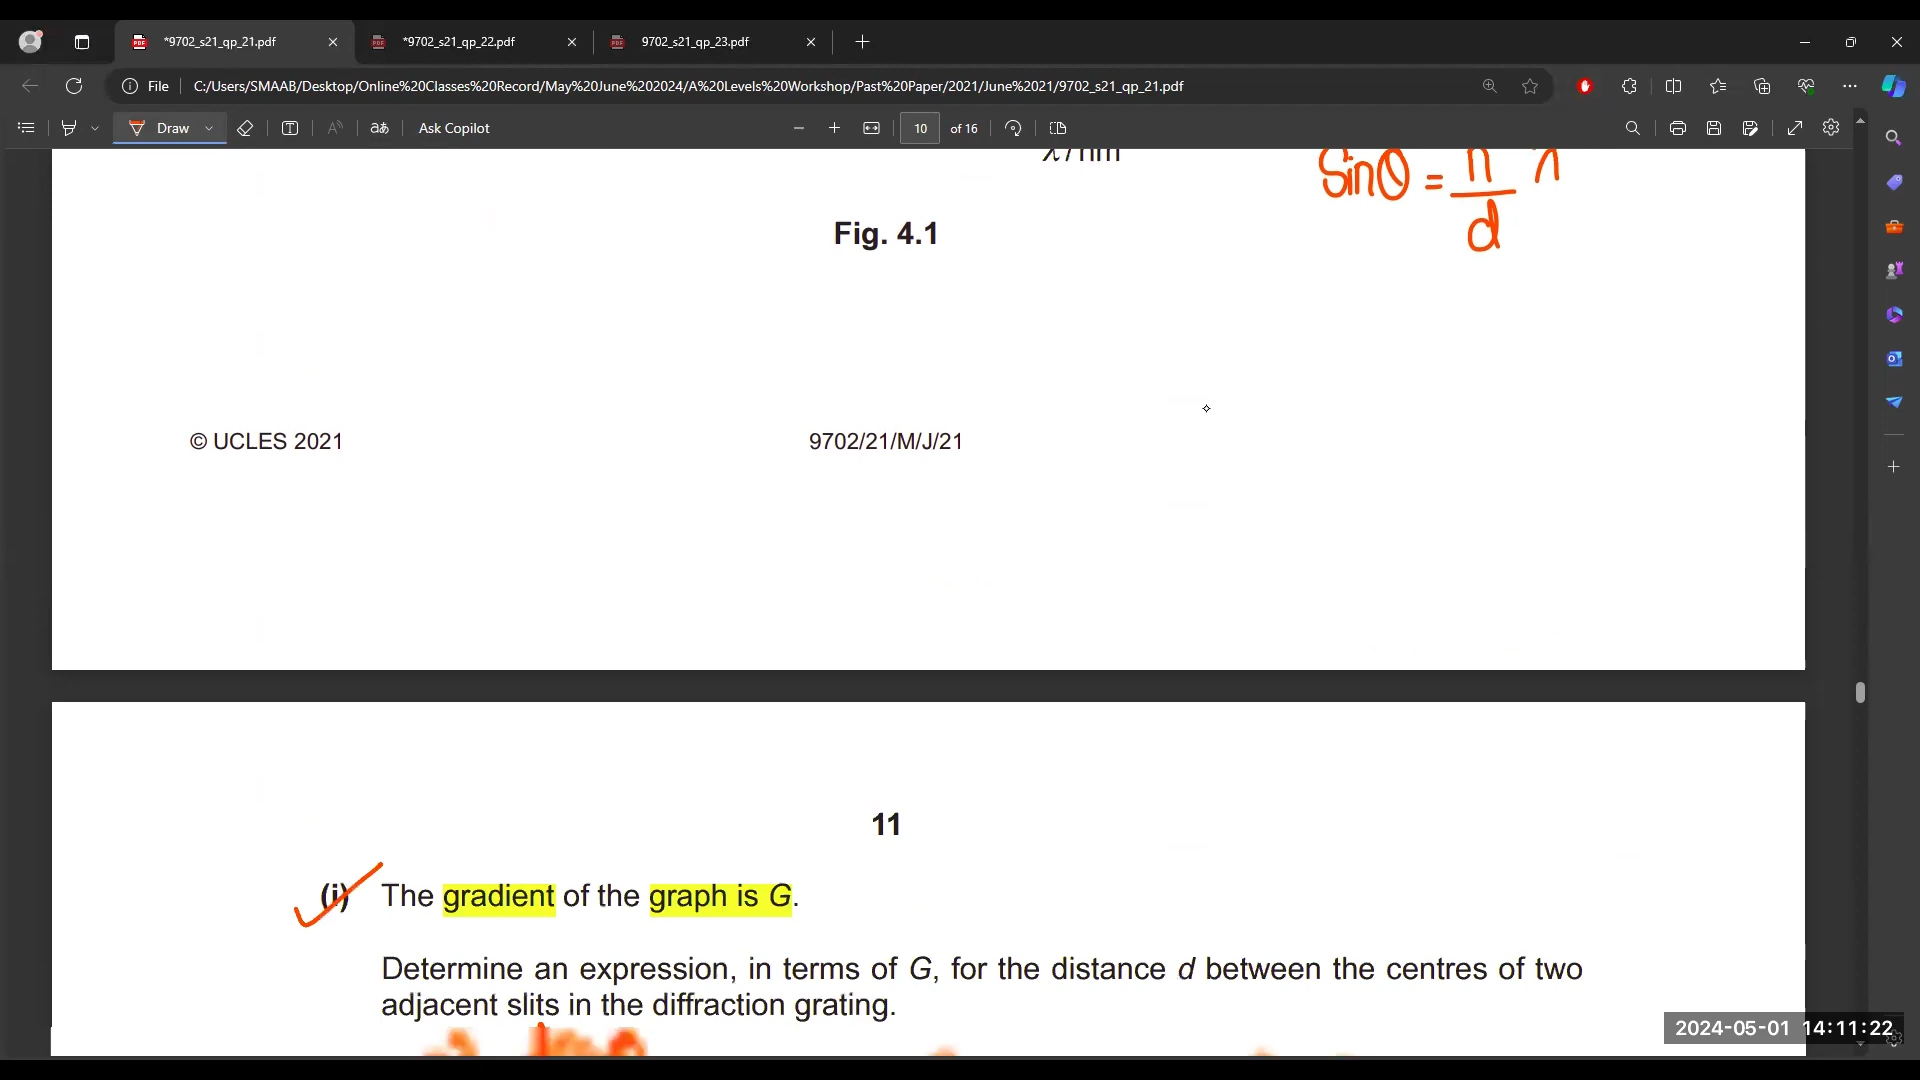 *9702_s21_qp_21.pdf
*9702_s21_qp_22.pdf
9702_s21_qp_23.pdf
File
C:/Users/SMAAB/Desktop/Online%20Classes%20Record/May%20June%202024/A%20Levels%20Workshop/Past%20Paper/2021/June%2021/9702_s21_qp_21.pdf
Draw
Ask Copilot
10 of 16
λ / nm
Sinθ = n/d λ
Fig. 4.1
© UCLES 2021
9702/21/M/J/21
11
(i) The gradient of the graph is G.
Determine an expression, in terms of G, for the distance d between the centres of two
adjacent slits in the diffraction grating.
2024-05-01 14:11:22